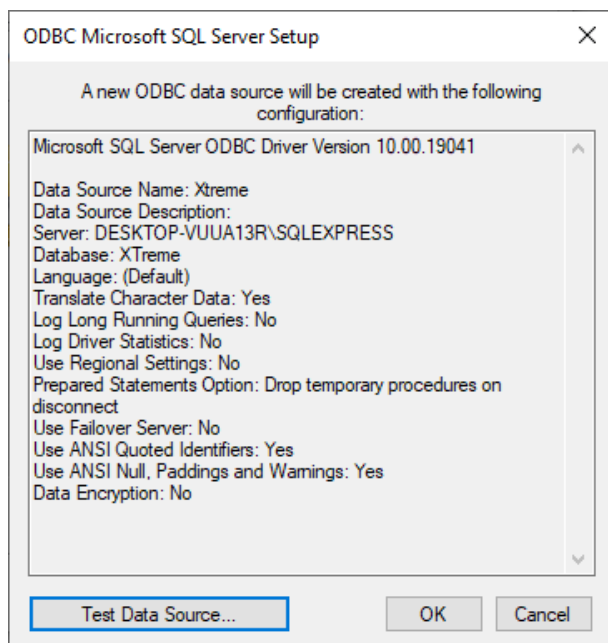 ODBC Microsoft SQL Server Setup
A new ODBC data source will be created with the following
configuration:
Microsoft SQL Server ODBC Driver Version 10.00.19041
Data Source Name: Xtreme
Data Source Description:
Server: DESKTOP-VUUA13R\SQLEXPRESS
Database: XTreme
Language: (Default)
Translate Character Data: Yes
Log Long Running Queries: No
Log Driver Statistics: No
Use Regional Settings: No
Prepared Statements Option: Drop temporary procedures on
disconnect
Use Failover Server: No
Use ANSI Quoted Identifiers: Yes
Use ANSI Null, Paddings and Warnings: Yes
Data Encryption: No
Test Data Source...
OK
Cancel